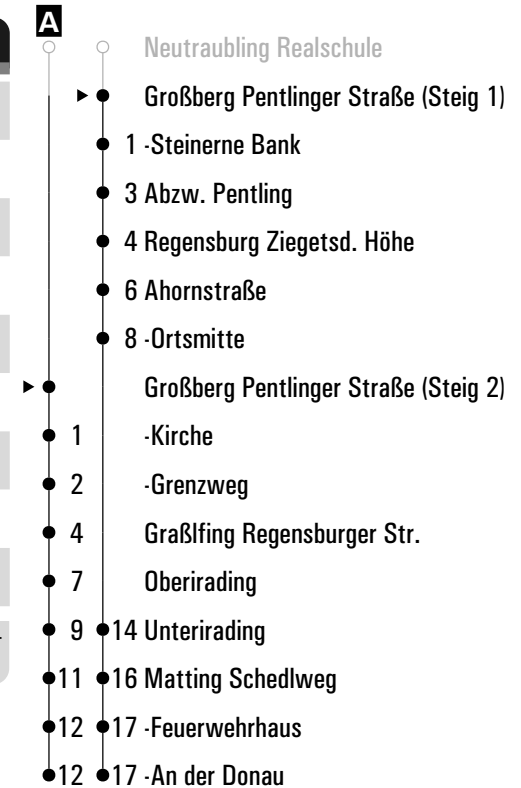 A
Neutraubling Realschule
Großberg Pentlinger Straße (Steig 1)
1 -Steinerne Bank
3 Abzw. Pentling
4 Regensburg Ziegetsd. Höhe
6 Ahornstraße
8 -Ortsmitte
Großberg Pentlinger Straße (Steig 2)
1 -Kirche
2 -Grenzweg
4 Graßlfing Regensburger Str.
7 Oberirading
9 14 Unterirading
11 16 Matting Schedlweg
12 17 -Feuerwehrhaus
12 17 -An der Donau